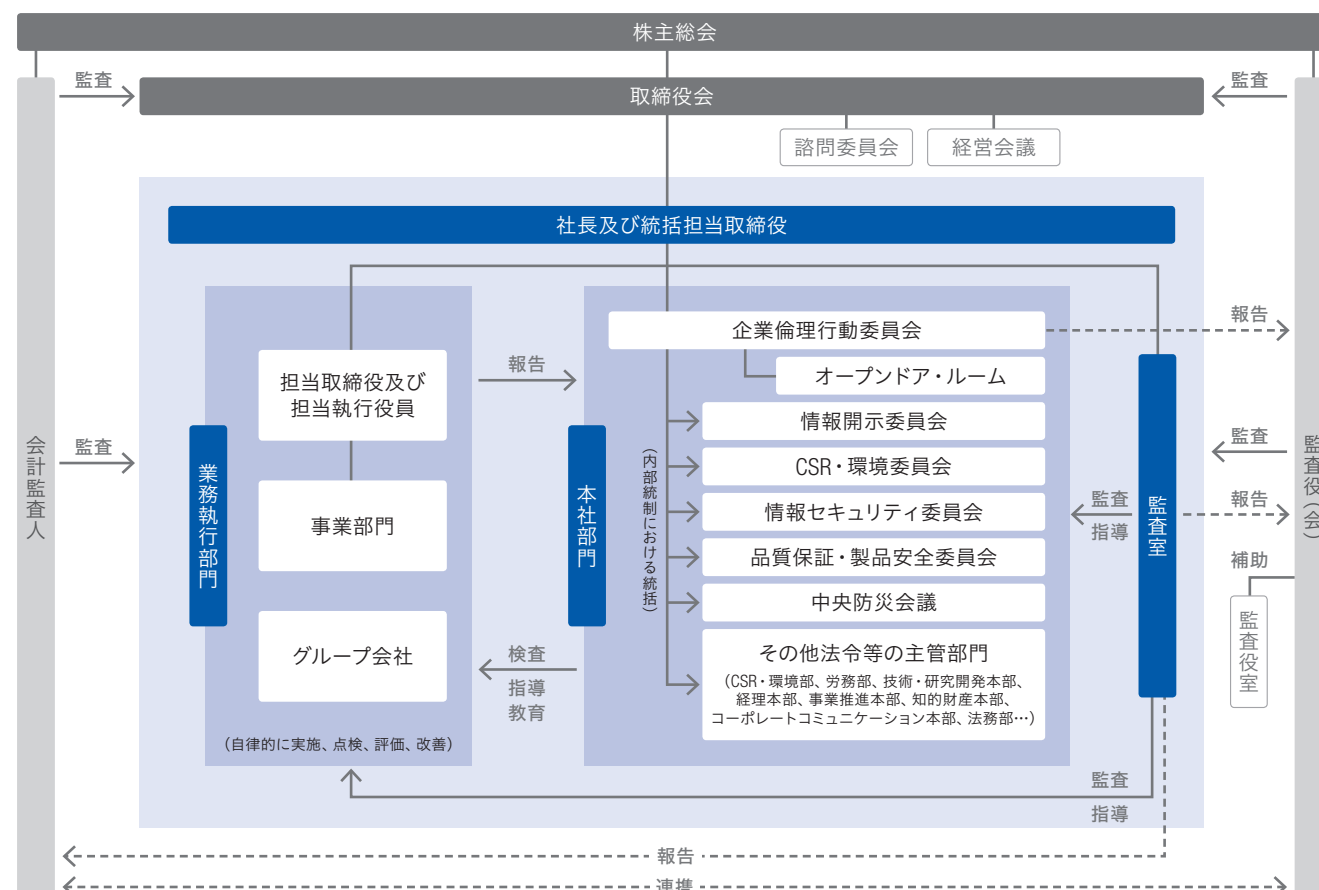 株主総会
監査
取締役会
監査
諮問委員会
経営会議
社長及び統括担当取締役
企業倫理行動委員会
報告
オープンドア・ルーム
担当取締役及び
担当執行役員
報告
情報開示委員会
会計監査人
監査
業務執行部門
事業部門
本社部門
(内部統制における統括)
CSR・環境委員会
情報セキュリティ委員会
品質保証・製品安全委員会
中央防災会議
監査
指導
監査室
監査
報告
監査役(会)
補助
監査役室
グループ会社
検査
指導
教育
その他法令等の主管部門
(CSR・環境部、労務部、技術・研究開発本部、
経理本部、事業推進本部、知的財産本部、
コーポレートコミュニケーション本部、法務部…)
(自律的に実施、点検、評価、改善)
監査
指導
報告
連携